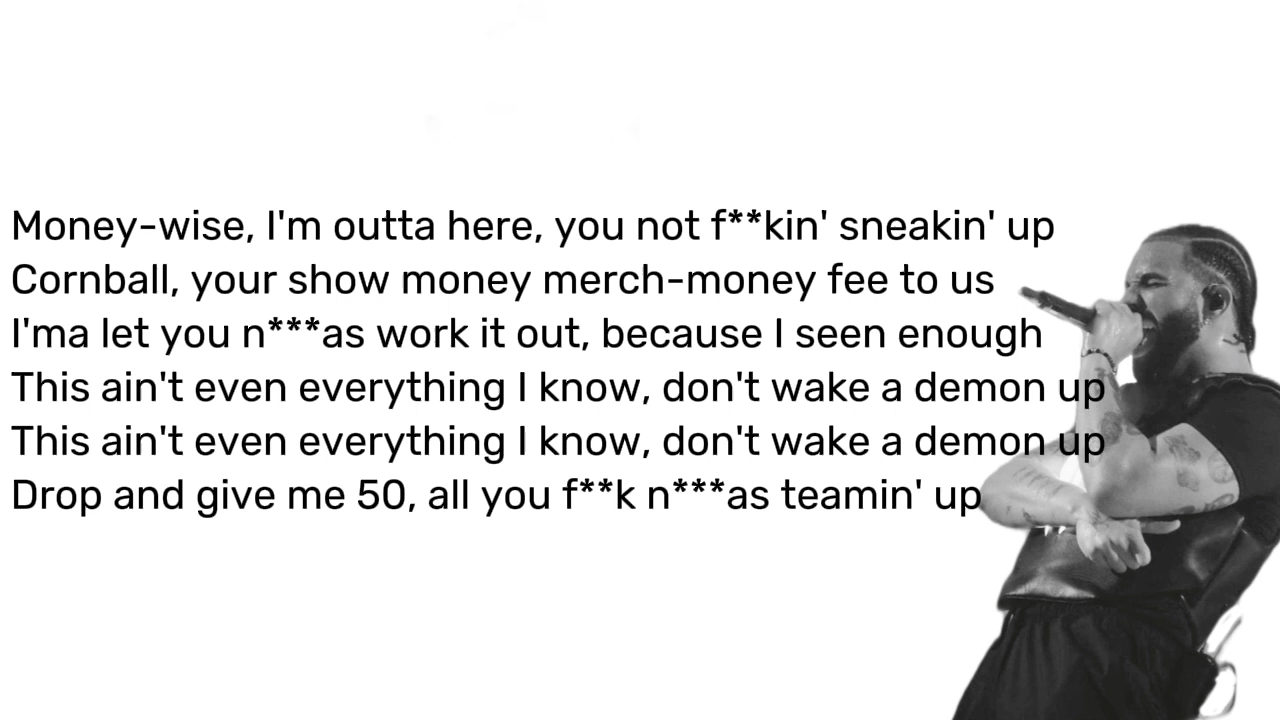 Money-wise, I'm outta here, you not f**kin' sneakin' up
Cornball, your show money merch-money fee to us
I'ma let you n***as work it out, because I seen enough
This ain't even everything I know, don't wake a demon up
This ain't even everything I know, don't wake a demon up
Drop and give me 50, all you f**k n***as teamin' up